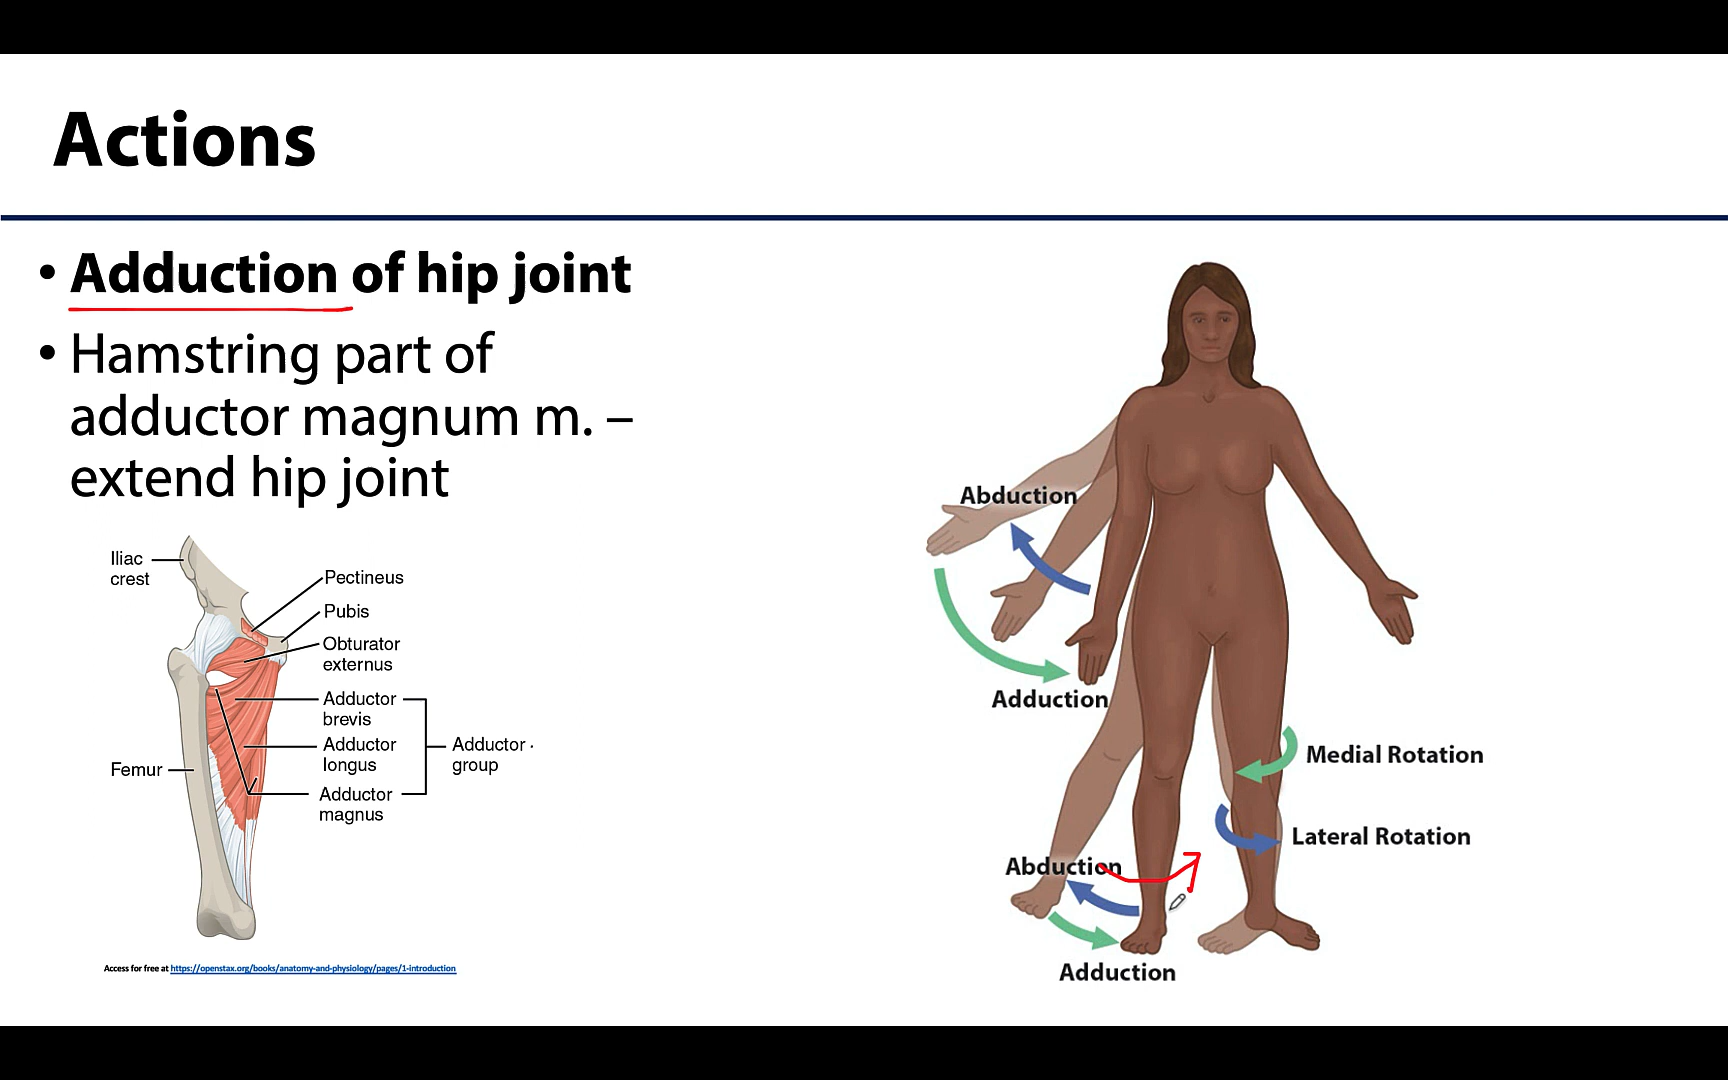 Actions
• Adduction of hip joint
• Hamstring part of
adductor magnum m. –
extend hip joint
Iliac
crest
Pectineus
Pubis
Obturator
externus
Adductor
brevis
Adductor
longus
Adductor
group
Femur
Adductor
magnus
Access for free at https://openstax.org/books/anatomy-and-physiology/pages/1-introduction
Abduction
Adduction
Medial Rotation
Lateral Rotation
Abduction
Adduction